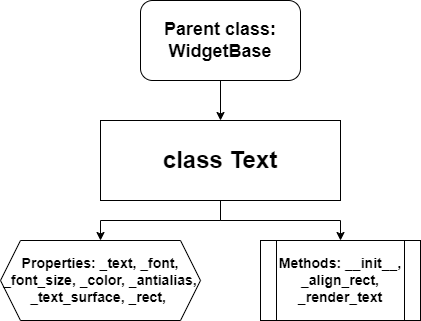 Parent class:
WidgetBase
class Text
Properties: _text, _font,
_font_size, _color, _antialias,
_text_surface, _rect,
Methods: __init__,
_align_rect,
_render_text